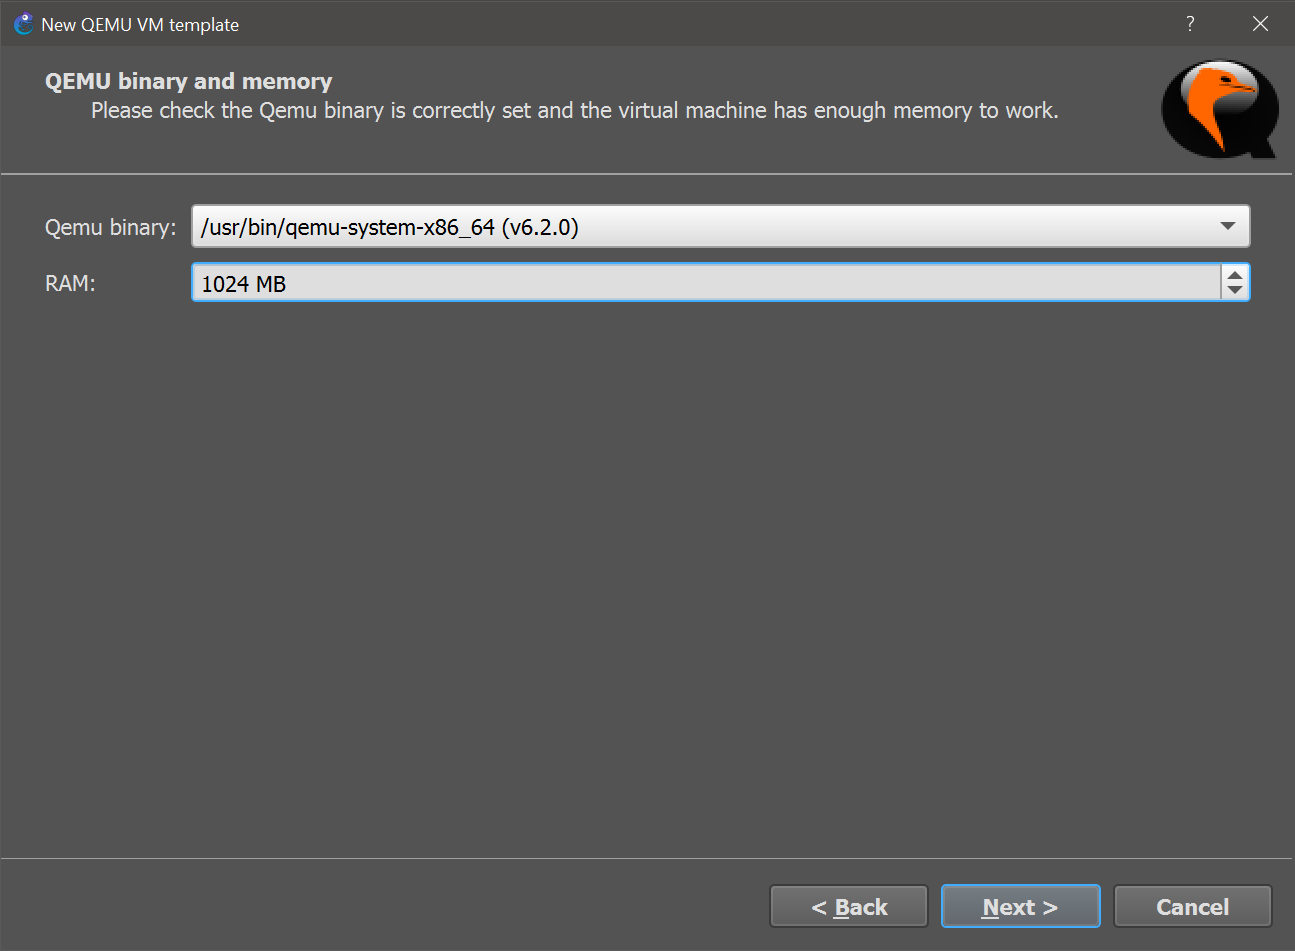 New QEMU VM template
?
QEMU binary and memory
Please check the Qemu binary is correctly set and the virtual machine has enough memory to work.
Qemu binary: /usr/bin/qemu-system-x86_64 (v6.2.0)
RAM: 1024 MB
< Back Next > Cancel